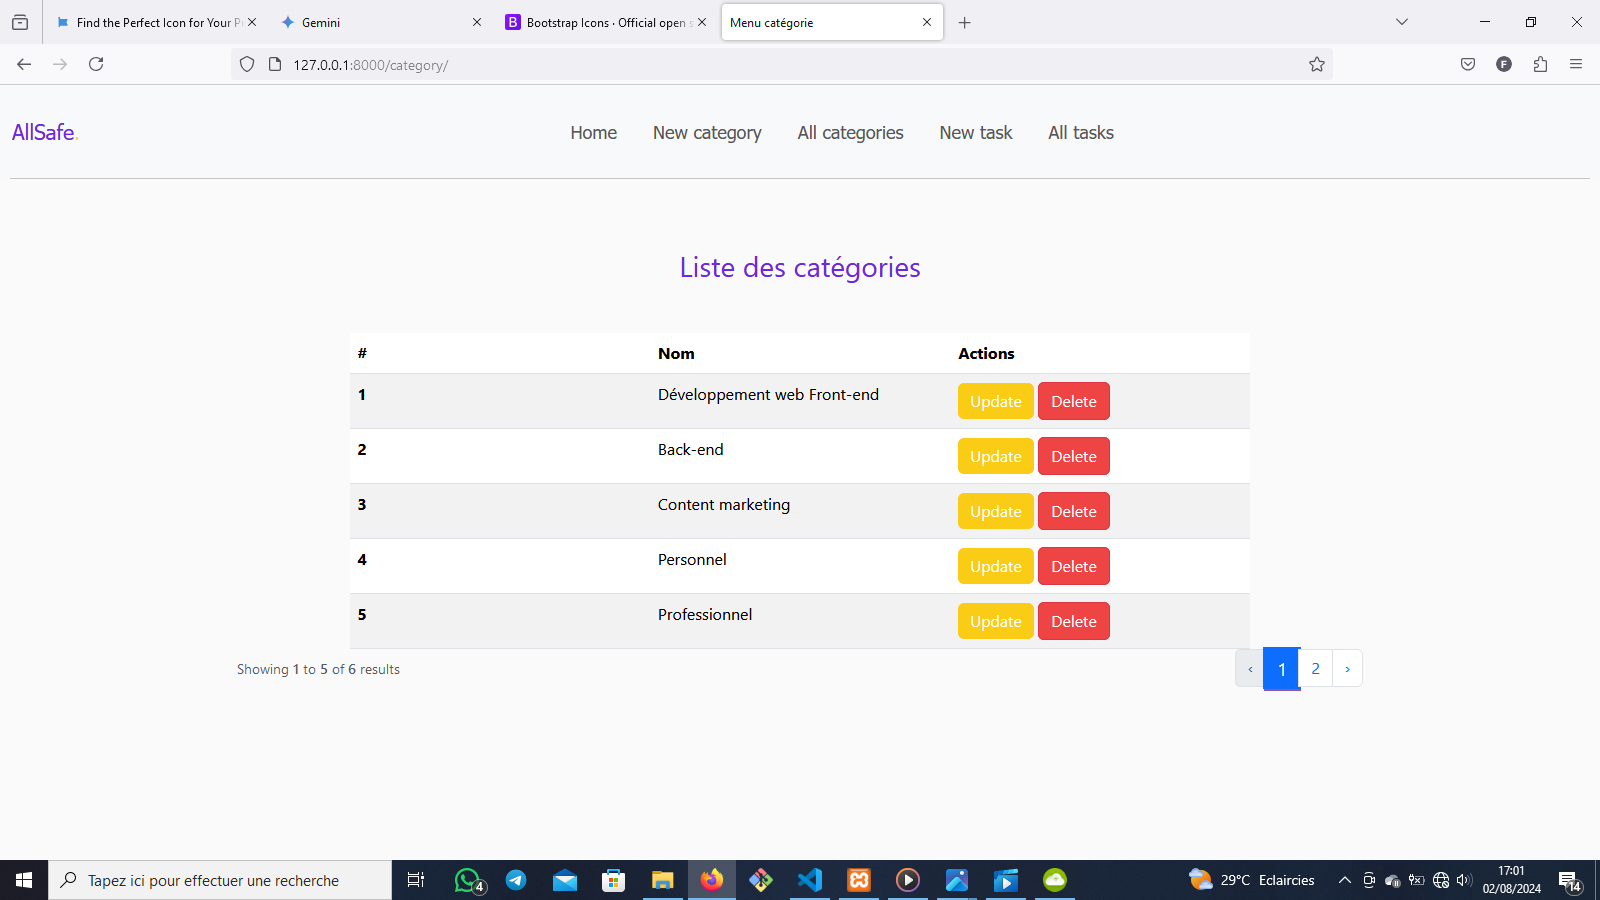 Find the Perfect Icon for Your P
Gemini
Bootstrap Icons · Official open s
Menu catégorie
127.0.0.1:8000/category/
AllSafe.
Home
New category
All categories
New task
All tasks
Liste des catégories
# Nom Actions
1 Développement web Front-end Update Delete
2 Back-end Update Delete
3 Content marketing Update Delete
4 Personnel Update Delete
5 Professionnel Update Delete
Showing 1 to 5 of 6 results
‹ 1 2 ›
Tapez ici pour effectuer une recherche
4
29°C Eclaircies
17:01
02/08/2024
14